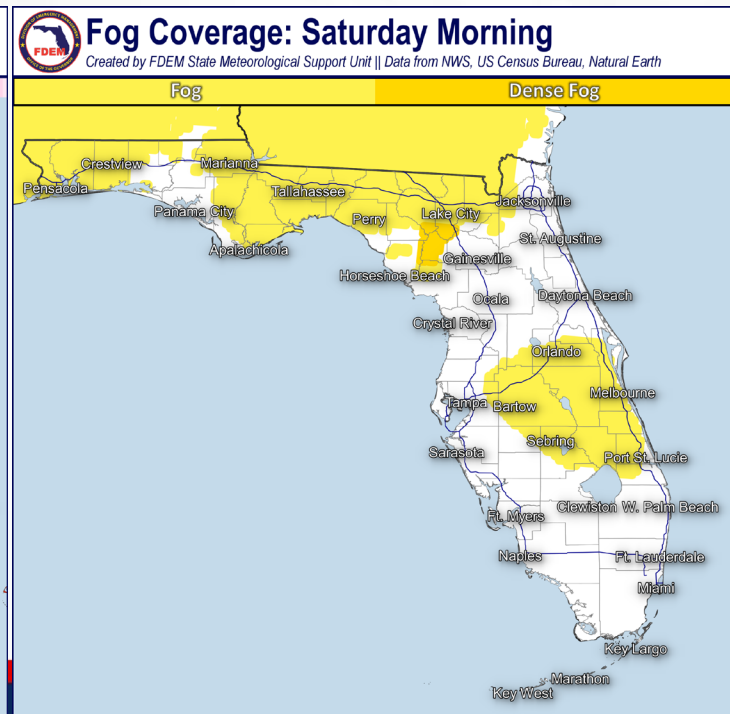 Fog Coverage: Saturday Morning
FDEM
Created by FDEM State Meteorological Support Unit || Data from NWS, US Census Bureau, Natural Earth
Fog
Dense Fog
Crestview
Marianna
Pensacola
Tallahassee
Jacksonville
Panama City
Perry
Lake City
St. Augustine
Apalachicola
Gainesville
Horseshoe Beach
Ocala
Daytona Beach
Crystal River
Orlando
Melbourne
Tampa
Bartow
Sebring
Sarasota
Port St. Lucie
Clewiston
W. Palm Beach
Ft. Myers
Naples
Ft. Lauderdale
Miami
Key Largo
Marathon
Key West